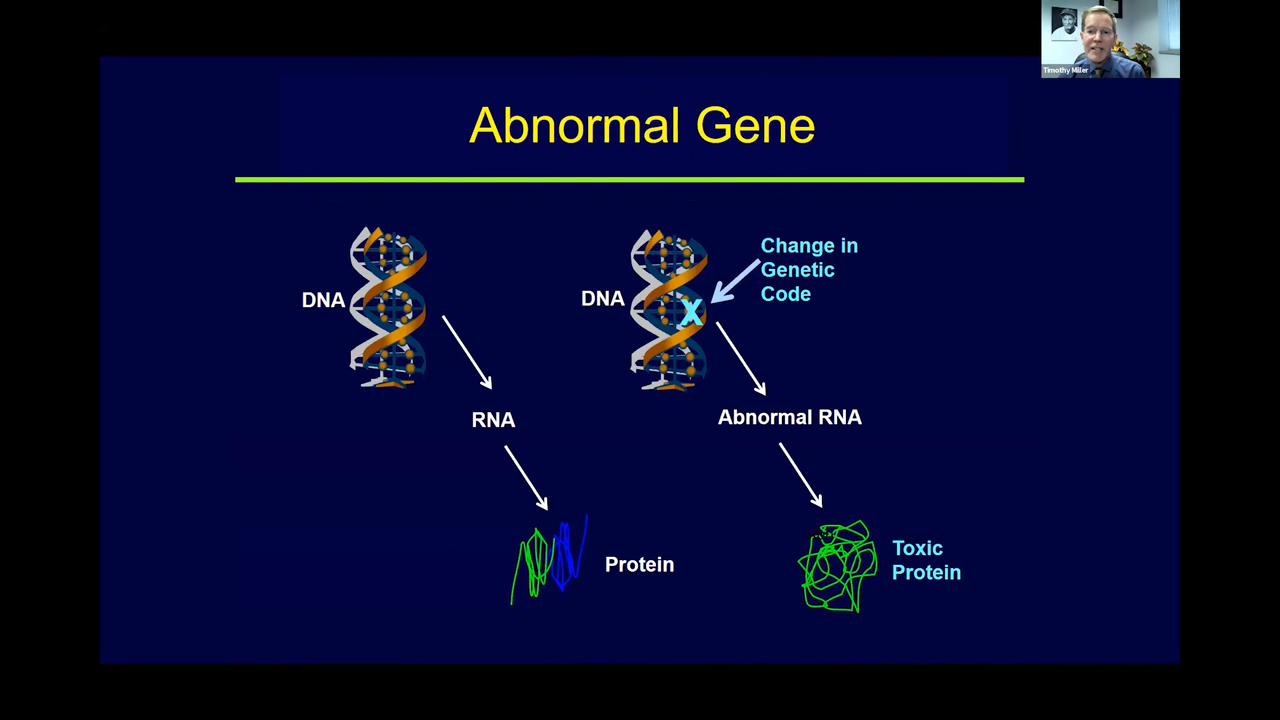 Timothy Miller
Abnormal Gene
DNA
RNA
Protein
DNA
X
Change in
Genetic
Code
Abnormal RNA
Toxic
Protein